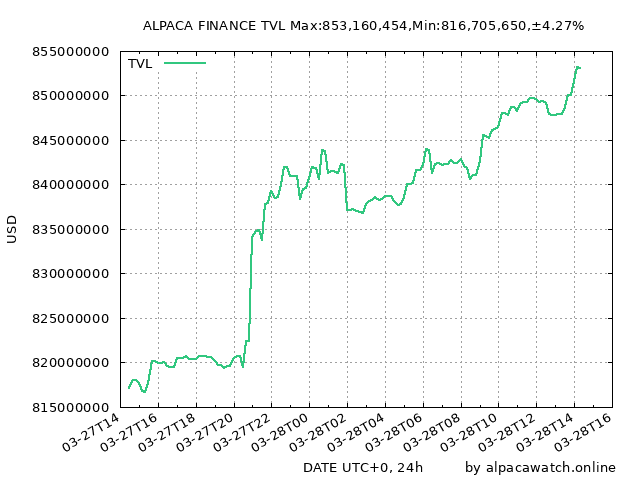 ALPACA FINANCE TVL Max:853,160,454,Min:816,705,650,±4.27%
TVL
USD
855000000
850000000
845000000
840000000
835000000
830000000
825000000
820000000
815000000
03-27T14
03-27T16
03-27T18
03-27T20
03-27T22
03-28T00
03-28T02
03-28T04
03-28T06
03-28T08
03-28T10
03-28T12
03-28T14
03-28T16
DATE UTC+0, 24h
by alpacawatch.online